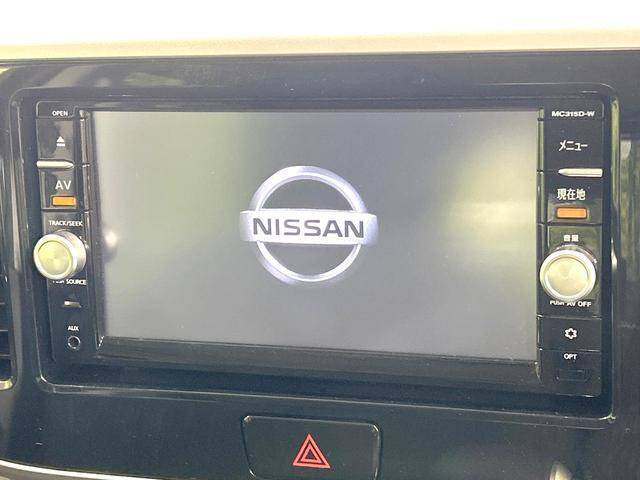 OPEN
MC315D-W
AV
メニュー
TRACK/SEEK
現在地
NISSAN
音量
PUSH SOURCE
PUSH AV OFF
AUX
OPT